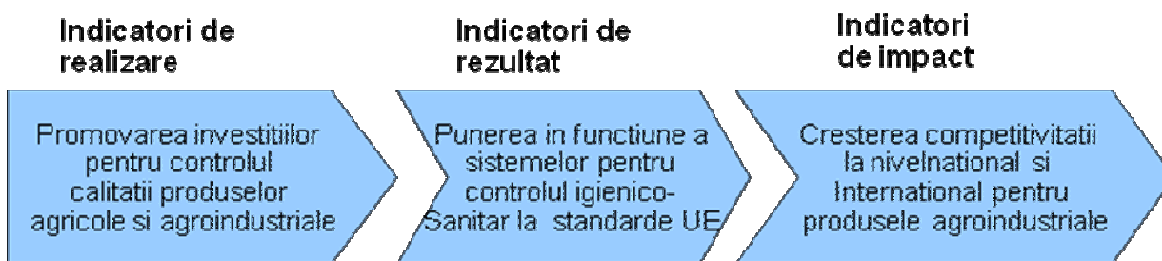 Indicatori de
realizare
Promovarea investitiilor
pentru controlul
calitatii produselor
agricole si agroindustriale
Indicatori de
rezultat
Punerea in functiune a
sistemelor pentru
controlul igienico-
Sanitar la standarde UE
Indicatori
de impact
Cresterea competitivitatii
la nivelnational si
International pentru
produsele agroindustriale